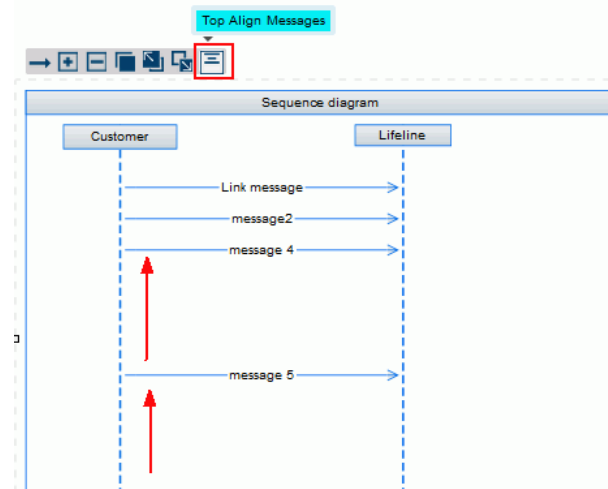 Top Align Messages
Sequence diagram
Customer
Lifeline
Link message
message2
message 4
message 5